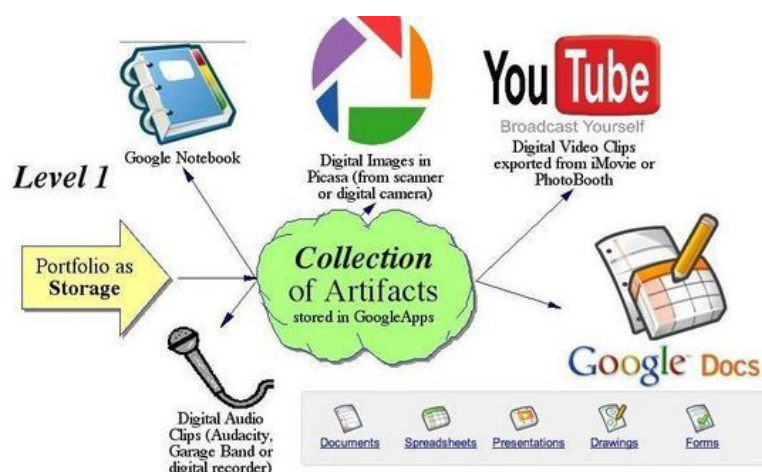 Google Notebook
Digital Images in
Picasa (from scanner
or digital camera)
You Tube
Broadcast Yourself
Digital Video Clips
exported from iMovie or
PhotoBooth
Level 1
Portfolio as
Storage
Collection
of Artifacts
stored in GoogleApps
Google Docs
Digital Audio
Clips (Audacity,
Garage Band or
digital recorder)
Documents
Spreadsheets
Presentations
Drawings
Forms